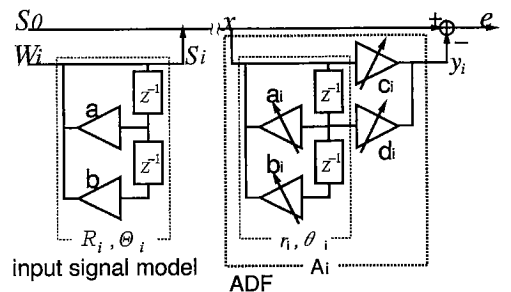 S0 x + e
Wi Si − yi
a z⁻¹ ai z⁻¹ ci
b z⁻¹ bi z⁻¹ di
Ri , Θi ri , θi
input signal model Ai
ADF